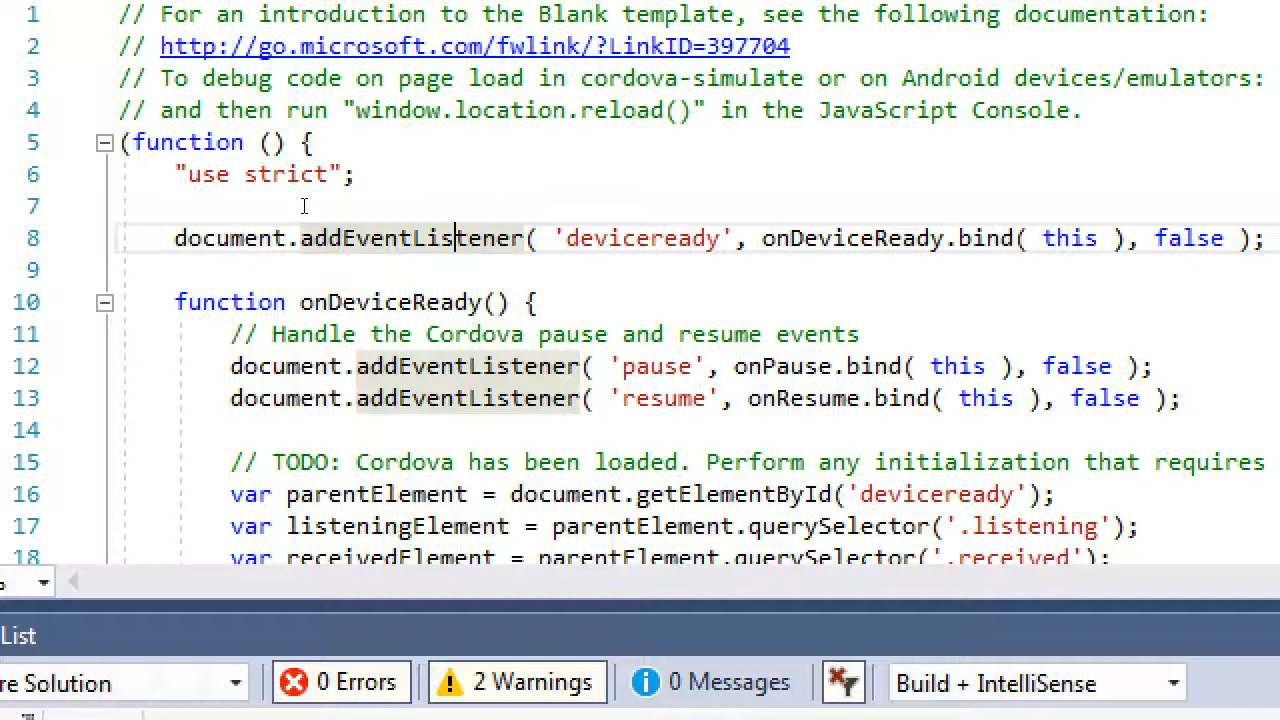 1 // For an introduction to the Blank template, see the following documentation:
2 // http://go.microsoft.com/fwlink/?LinkID=397704
3 // To debug code on page load in cordova-simulate or on Android devices/emulators:
4 // and then run "window.location.reload()" in the JavaScript Console.
5 (function () {
6 "use strict";
7
8 document.addEventListener( 'deviceready', onDeviceReady.bind( this ), false );
9
10 function onDeviceReady() {
11 // Handle the Cordova pause and resume events
12 document.addEventListener( 'pause', onPause.bind( this ), false );
13 document.addEventListener( 'resume', onResume.bind( this ), false );
14
15 // TODO: Cordova has been loaded. Perform any initialization that requires
16 var parentElement = document.getElementById('deviceready');
17 var listeningElement = parentElement.querySelector('.listening');
18 var receivedElement = parentElement.querySelector('.received');
List
re Solution 0 Errors 2 Warnings 0 Messages Build + IntelliSense